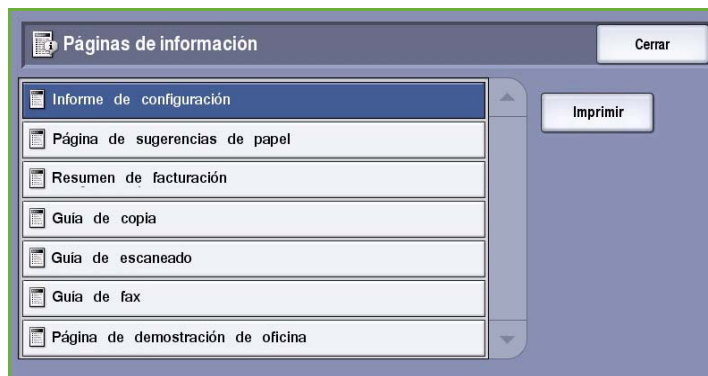 Páginas de información
Cerrar
Informe de configuración
Imprimir
Página de sugerencias de papel
Resumen de facturación
Guía de copia
Guía de escaneado
Guía de fax
Página de demostración de oficina